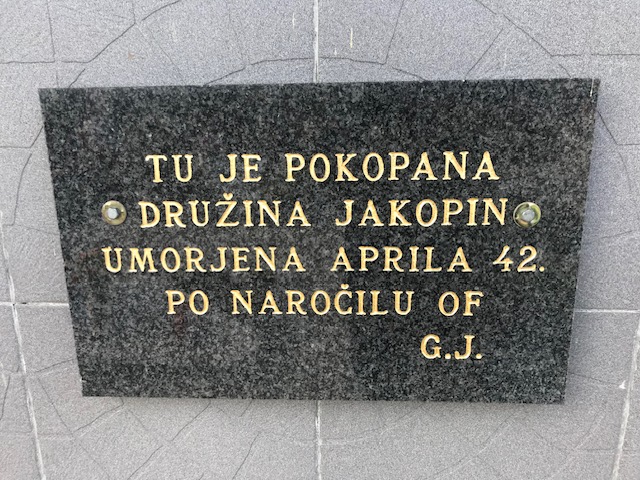 TU JE POKOPANA
DRUŽINA JAKOPIN
UMORJENA APRILA 42.
PO NAROČILU OF
G.J.